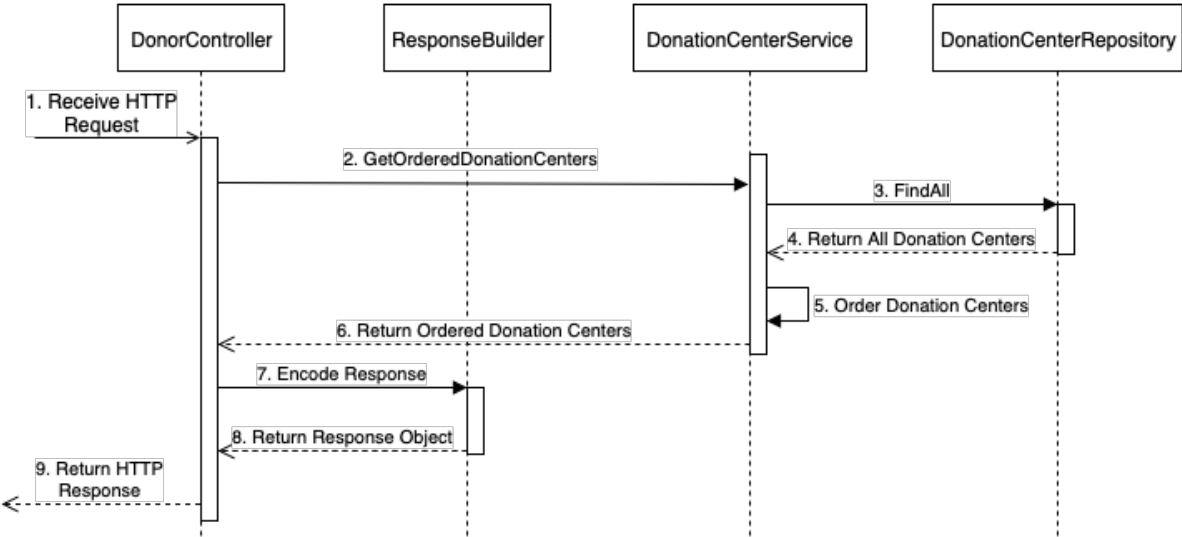 DonorController
ResponseBuilder
DonationCenterService
DonationCenterRepository
1. Receive HTTP
Request
2. GetOrderedDonationCenters
3. FindAll
4. Return All Donation Centers
5. Order Donation Centers
6. Return Ordered Donation Centers
7. Encode Response
8. Return Response Object
9. Return HTTP
Response